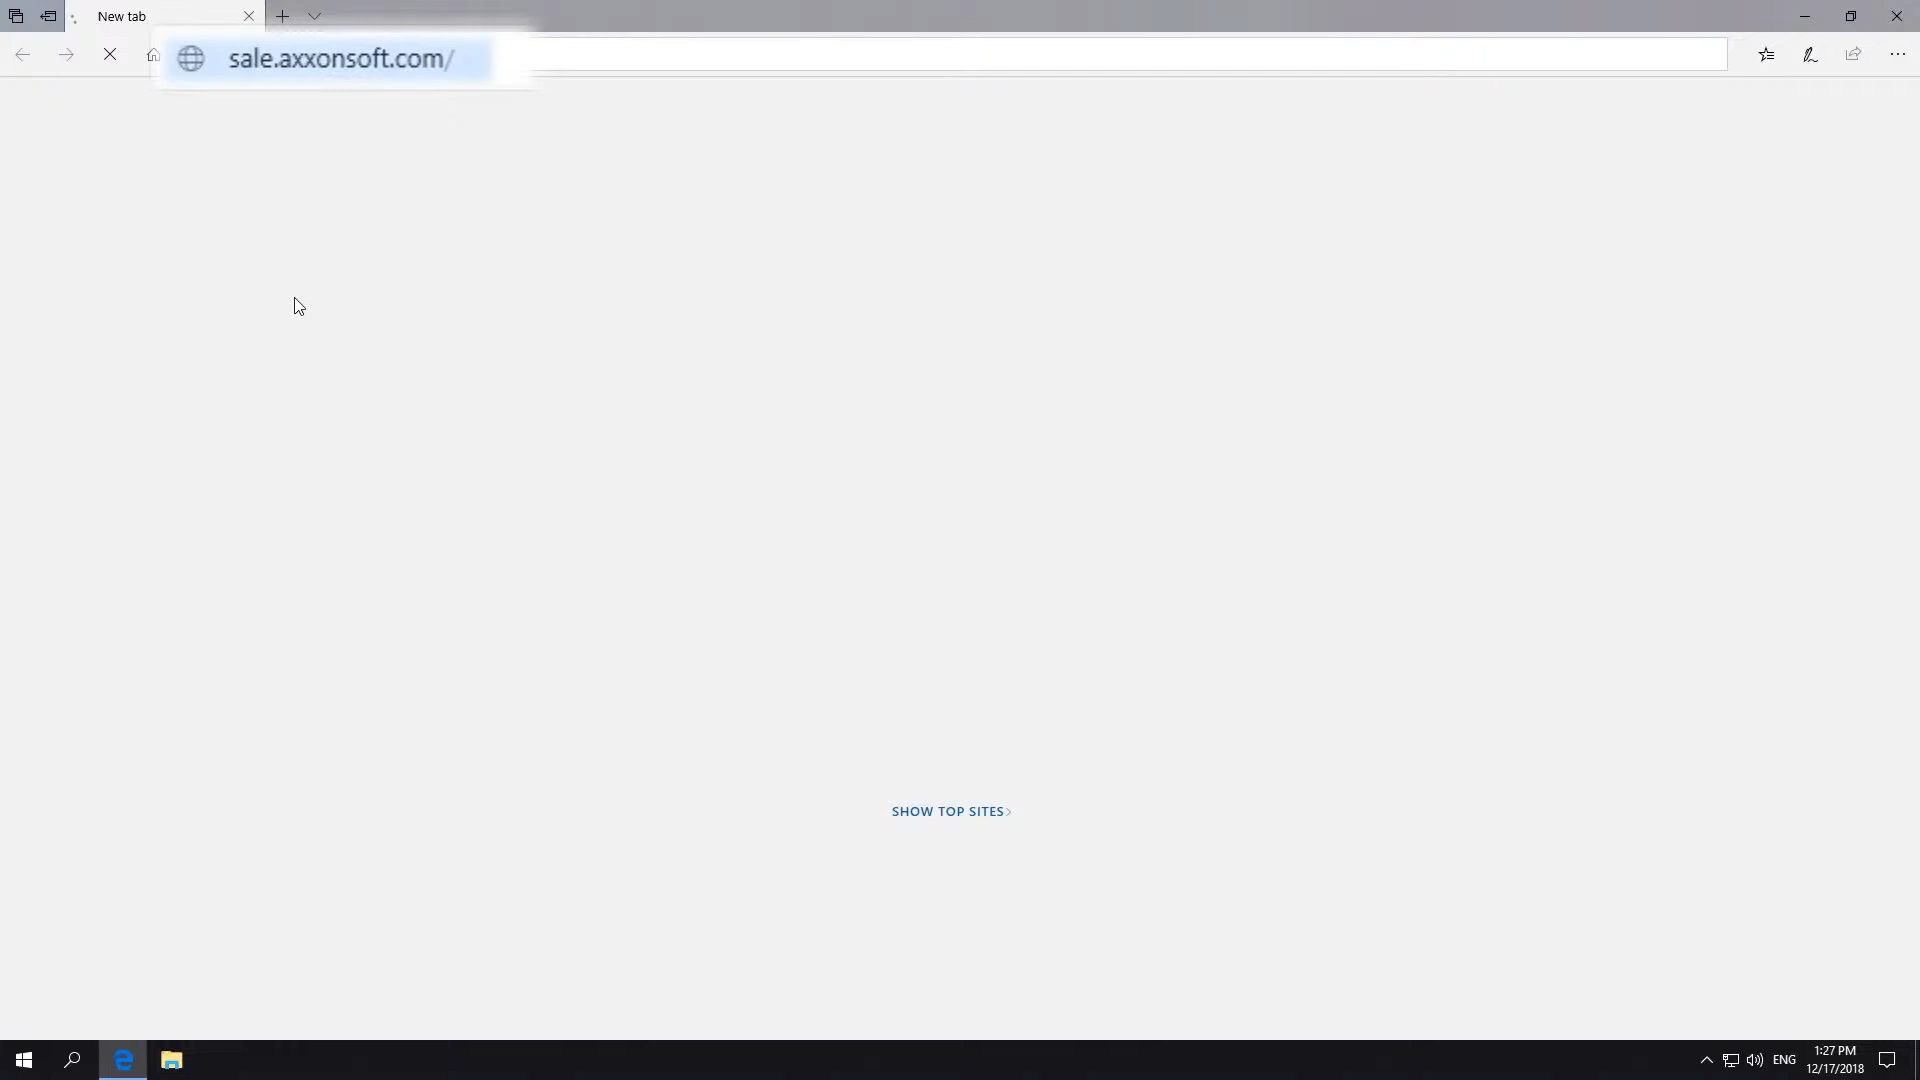 New tab
sale.axxonsoft.com/
SHOW TOP SITES
ENG
1:27 PM
12/17/2018